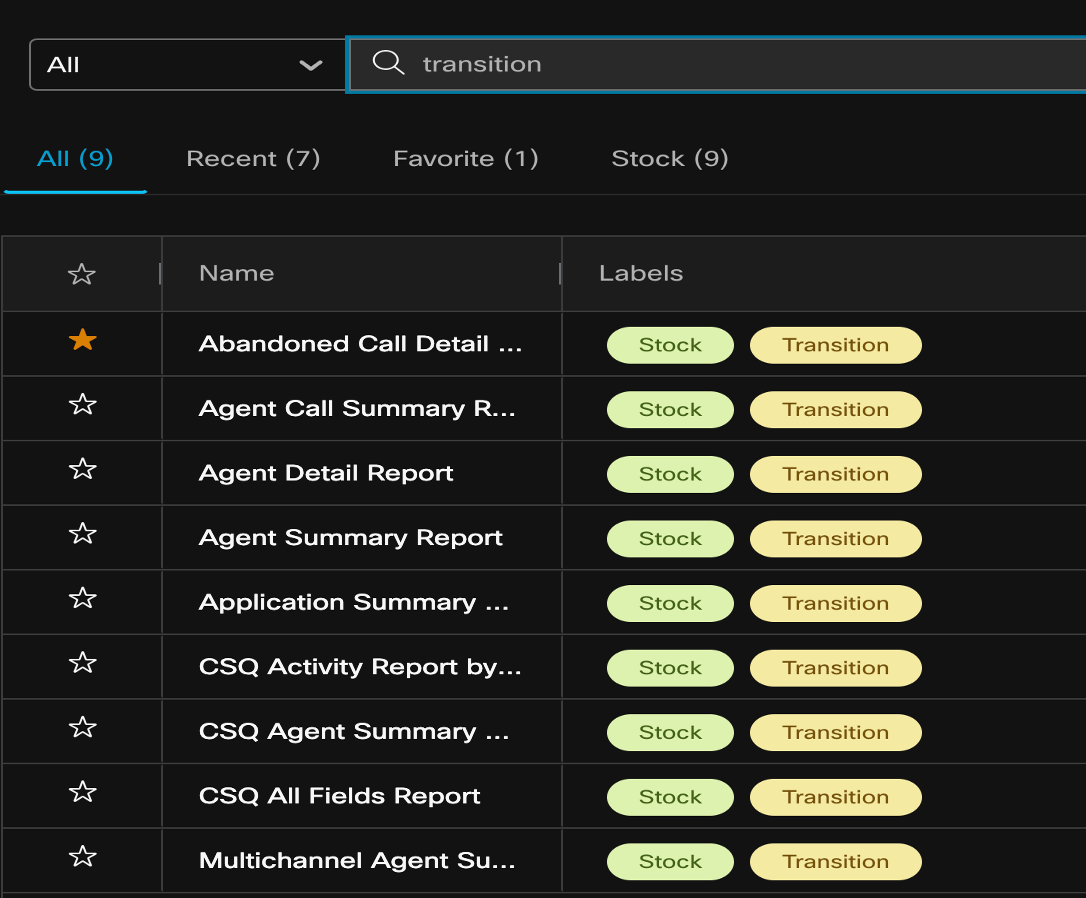 All transition
All (9) Recent (7) Favorite (1) Stock (9)
Name Labels
Abandoned Call Detail ... Stock Transition
Agent Call Summary R... Stock Transition
Agent Detail Report Stock Transition
Agent Summary Report Stock Transition
Application Summary ... Stock Transition
CSQ Activity Report by... Stock Transition
CSQ Agent Summary ... Stock Transition
CSQ All Fields Report Stock Transition
Multichannel Agent Su... Stock Transition